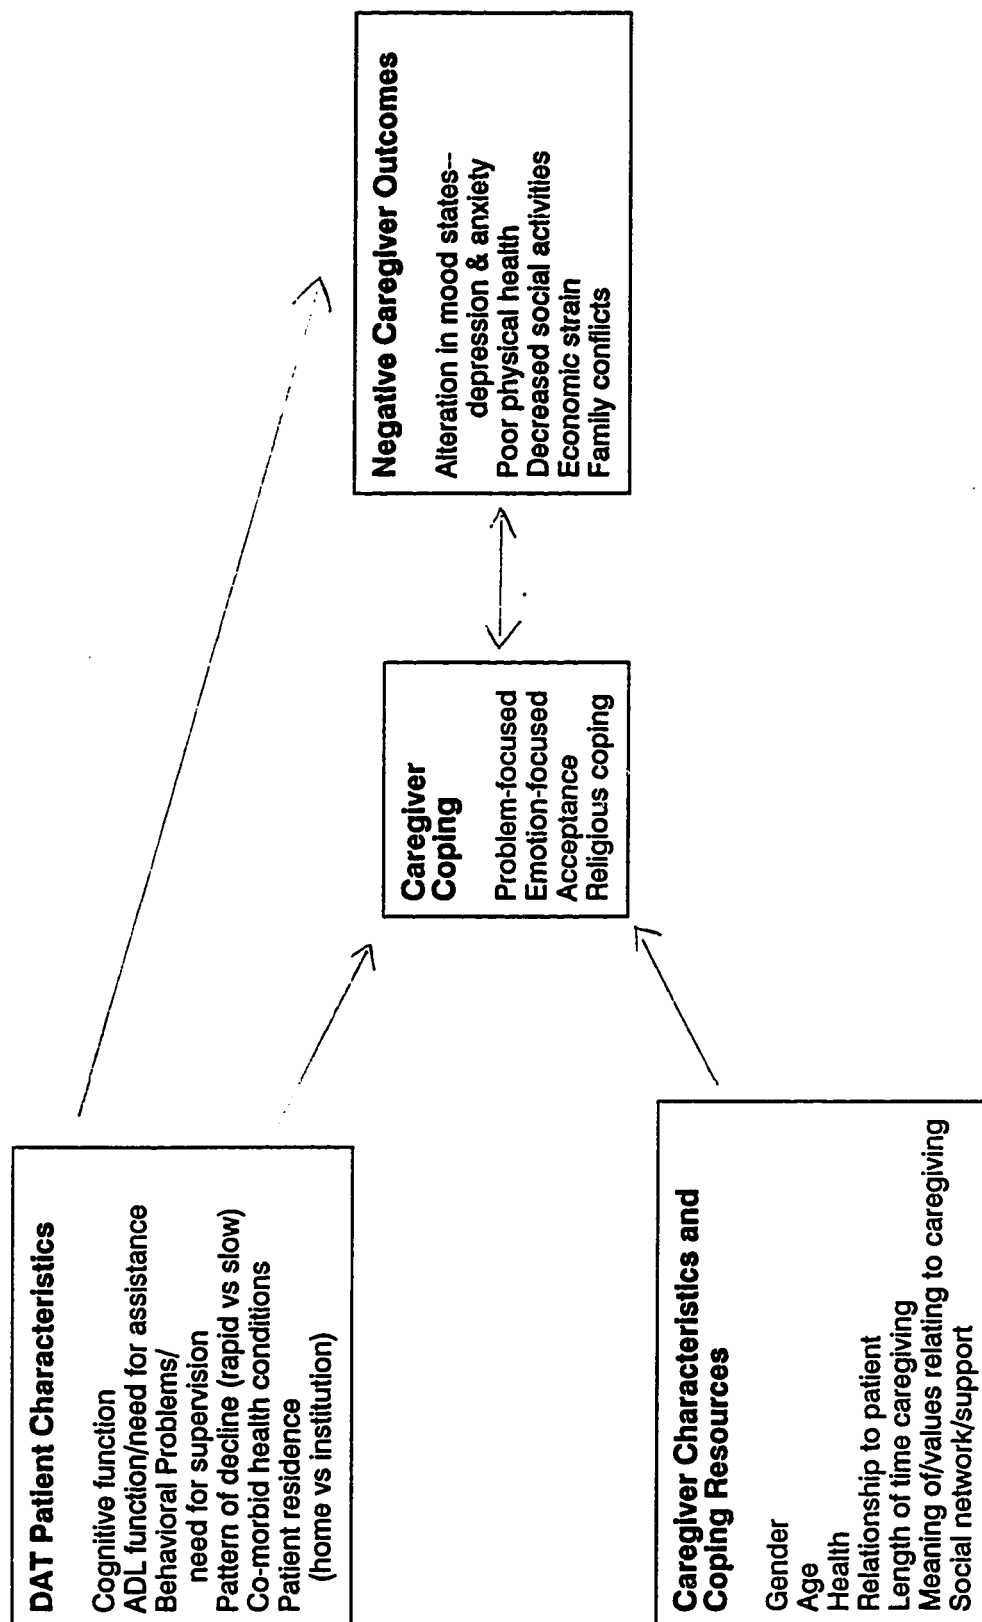 DAT Patient Characteristics
Cognitive function
ADL function/need for assistance
Behavioral Problems/
need for supervision
Pattern of decline (rapid vs slow)
Co-morbid health conditions
Patient residence
(home vs institution)
Caregiver Characteristics and
Coping Resources
Gender
Age
Health
Relationship to patient
Length of time caregiving
Meaning of/values relating to caregiving
Social network/support
Caregiver
Coping
Problem-focused
Emotion-focused
Acceptance
Religious coping
Negative Caregiver Outcomes
Alteration in mood states--
depression & anxiety
Poor physical health
Decreased social activities
Economic strain
Family conflicts